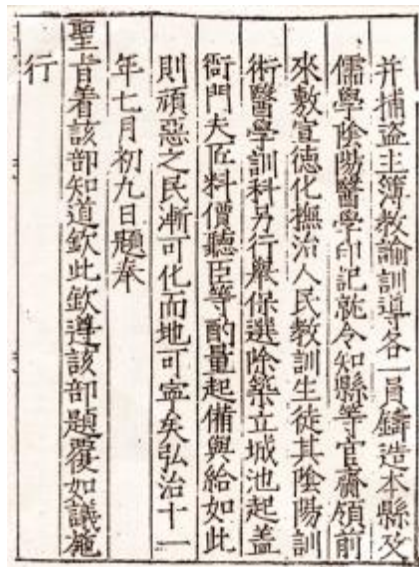 并捕盗主簿教諭訓導各一員鑄造本縣及
儒學陰陽醫學印記就令知縣等官賫領前
來敷宣德化撫治人民教訓生徒其陰陽訓
術醫學訓科另行舉保選除築立城池起盖
衙門夫匠料價聽臣等酌量起俻與給如此
則頑惡之民漸可化而地可寧矣弘治十一
年七月初九日題奉
聖旨着該部知道欽此欽遵該部題覆如議施
行